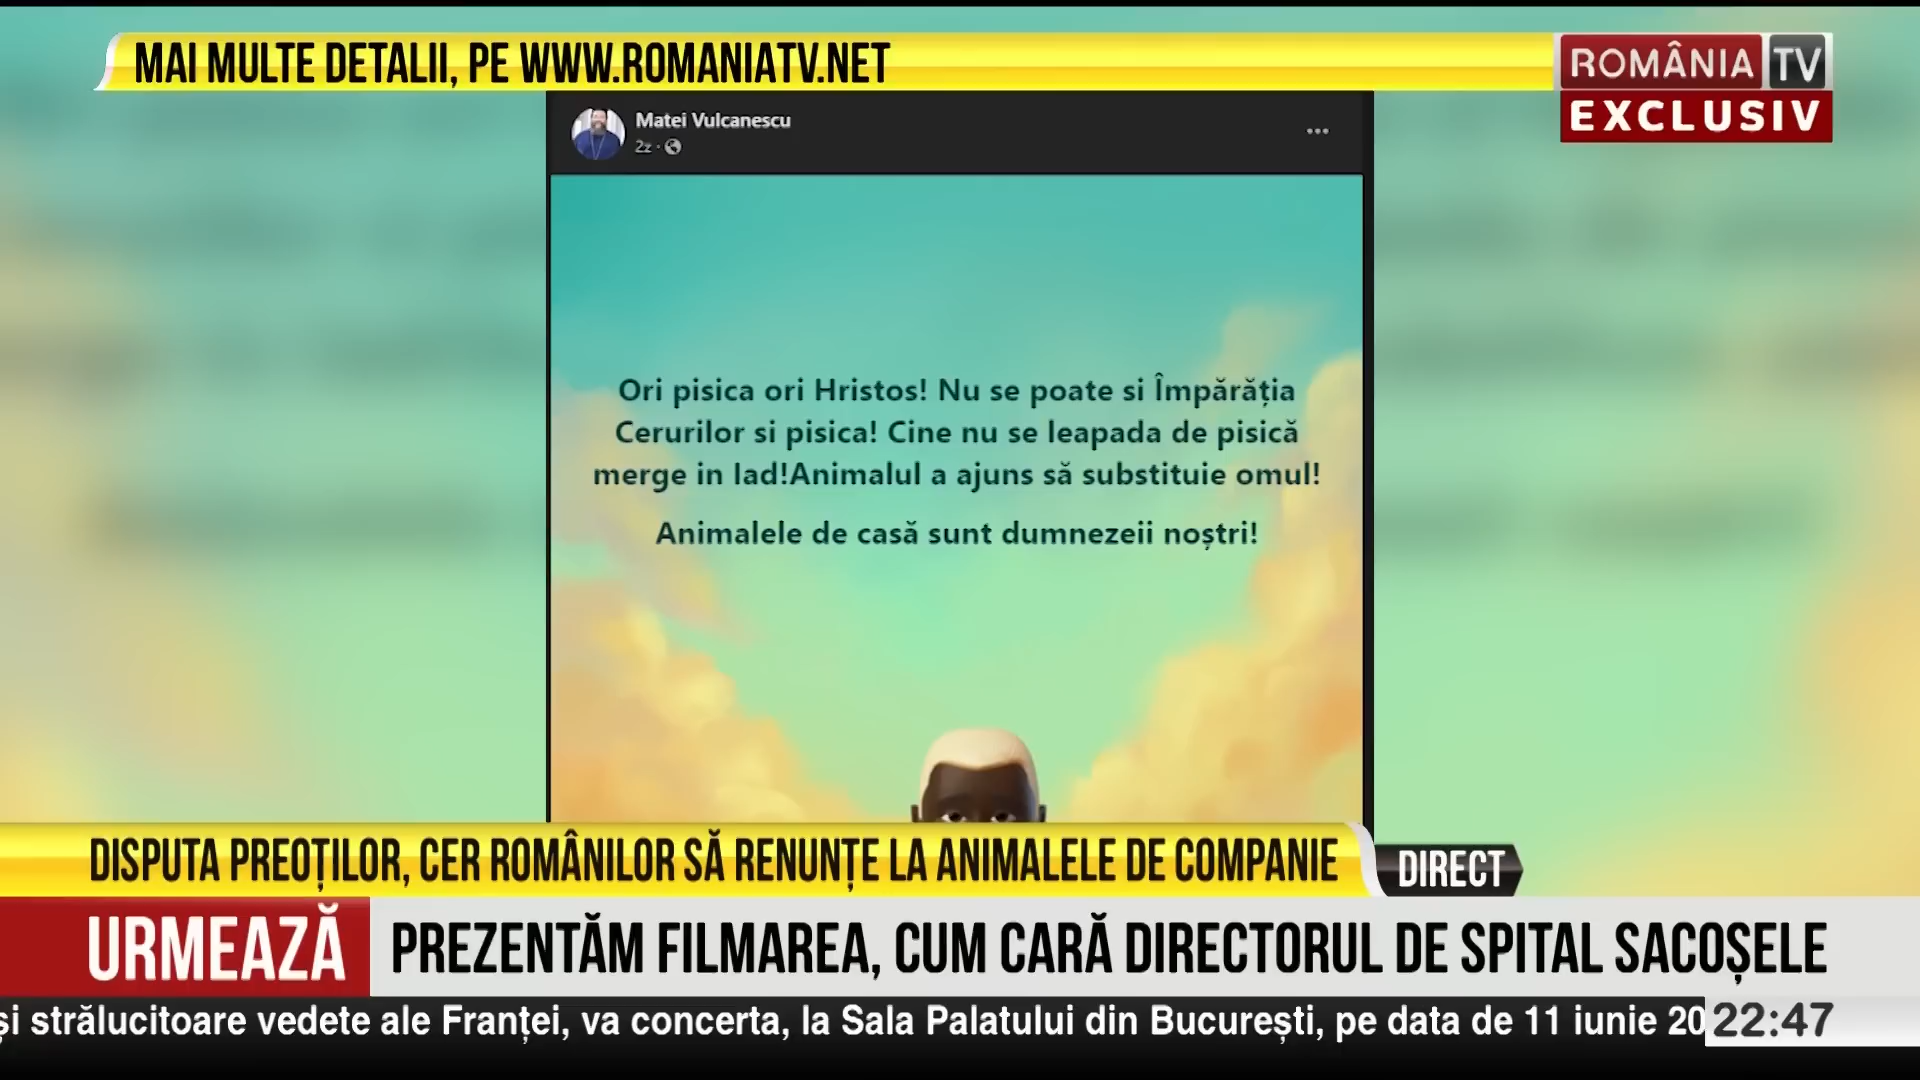 MAI MULTE DETALII, PE WWW.ROMANIATV.NET
ROMÂNIA TV
EXCLUSIV
Matei Vulcanescu
2z ·
Ori pisica ori Hristos! Nu se poate si Împărăția
Cerurilor si pisica! Cine nu se leapada de pisică
merge in Iad!Animalul a ajuns să substituie omul!
Animalele de casă sunt dumnezeii noștri!
DISPUTA PREOȚILOR, CER ROMÂNILOR SĂ RENUNȚE LA ANIMALELE DE COMPANIE
DIRECT
URMEAZĂ
PREZENTĂM FILMAREA, CUM CARĂ DIRECTORUL DE SPITAL SACOȘELE
și strălucitoare vedete ale Franței, va concerta, la Sala Palatului din București, pe data de 11 iunie 20
22:47